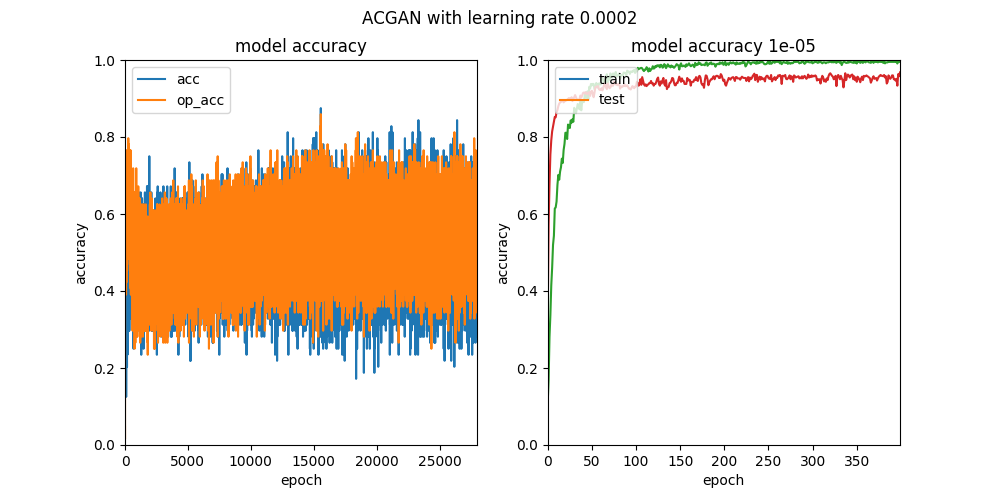 ACGAN with learning rate 0.0002
model accuracy
acc
op_acc
accuracy
1.0
0.8
0.6
0.4
0.2
0.0
0 5000 10000 15000 20000 25000
epoch
model accuracy 1e-05
train
test
accuracy
1.0
0.8
0.6
0.4
0.2
0.0
0 50 100 150 200 250 300 350
epoch